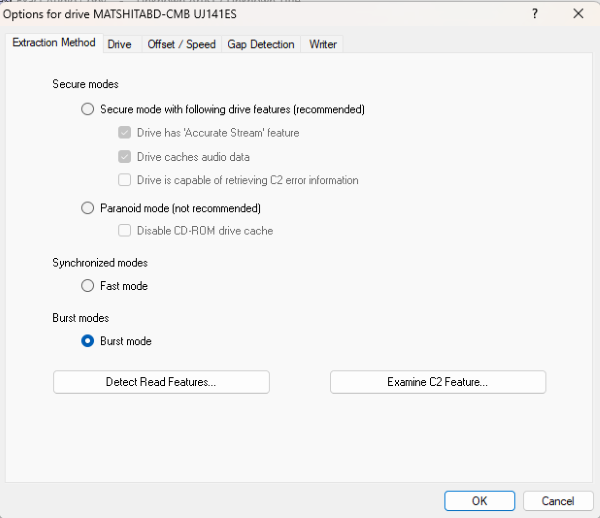 Options for drive MATSHITABD-CMB UJ141ES
?
Extraction Method Drive Offset / Speed Gap Detection Writer
Secure modes
Secure mode with following drive features (recommended)
Drive has 'Accurate Stream' feature
Drive caches audio data
Drive is capable of retrieving C2 error information
Paranoid mode (not recommended)
Disable CD-ROM drive cache
Synchronized modes
Fast mode
Burst modes
Burst mode
Detect Read Features... Examine C2 Feature...
OK Cancel